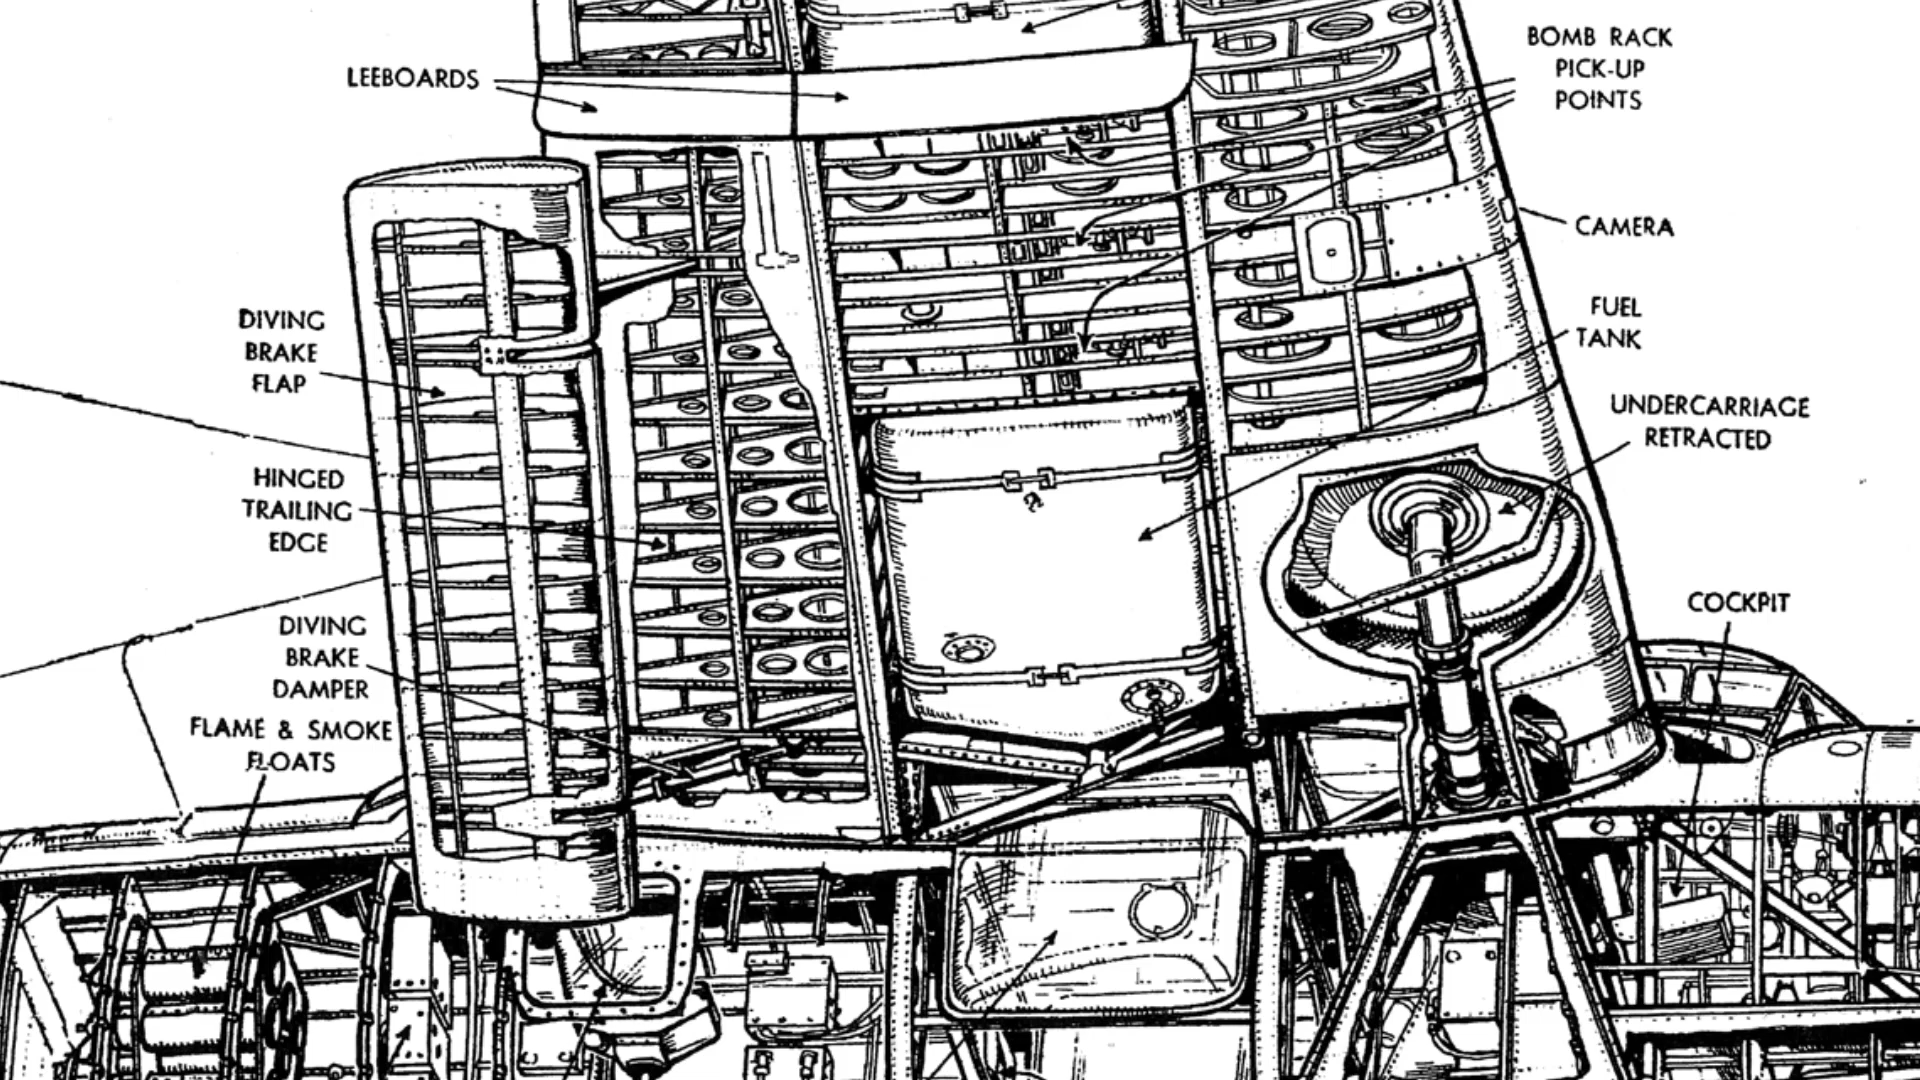 LEEBOARDS
BOMB RACK
PICK-UP
POINTS
CAMERA
DIVING
BRAKE
FLAP
FUEL
TANK
UNDERCARRIAGE
RETRACTED
HINGED
TRAILING
EDGE
COCKPIT
DIVING
BRAKE
DAMPER
FLAME & SMOKE
FLOATS